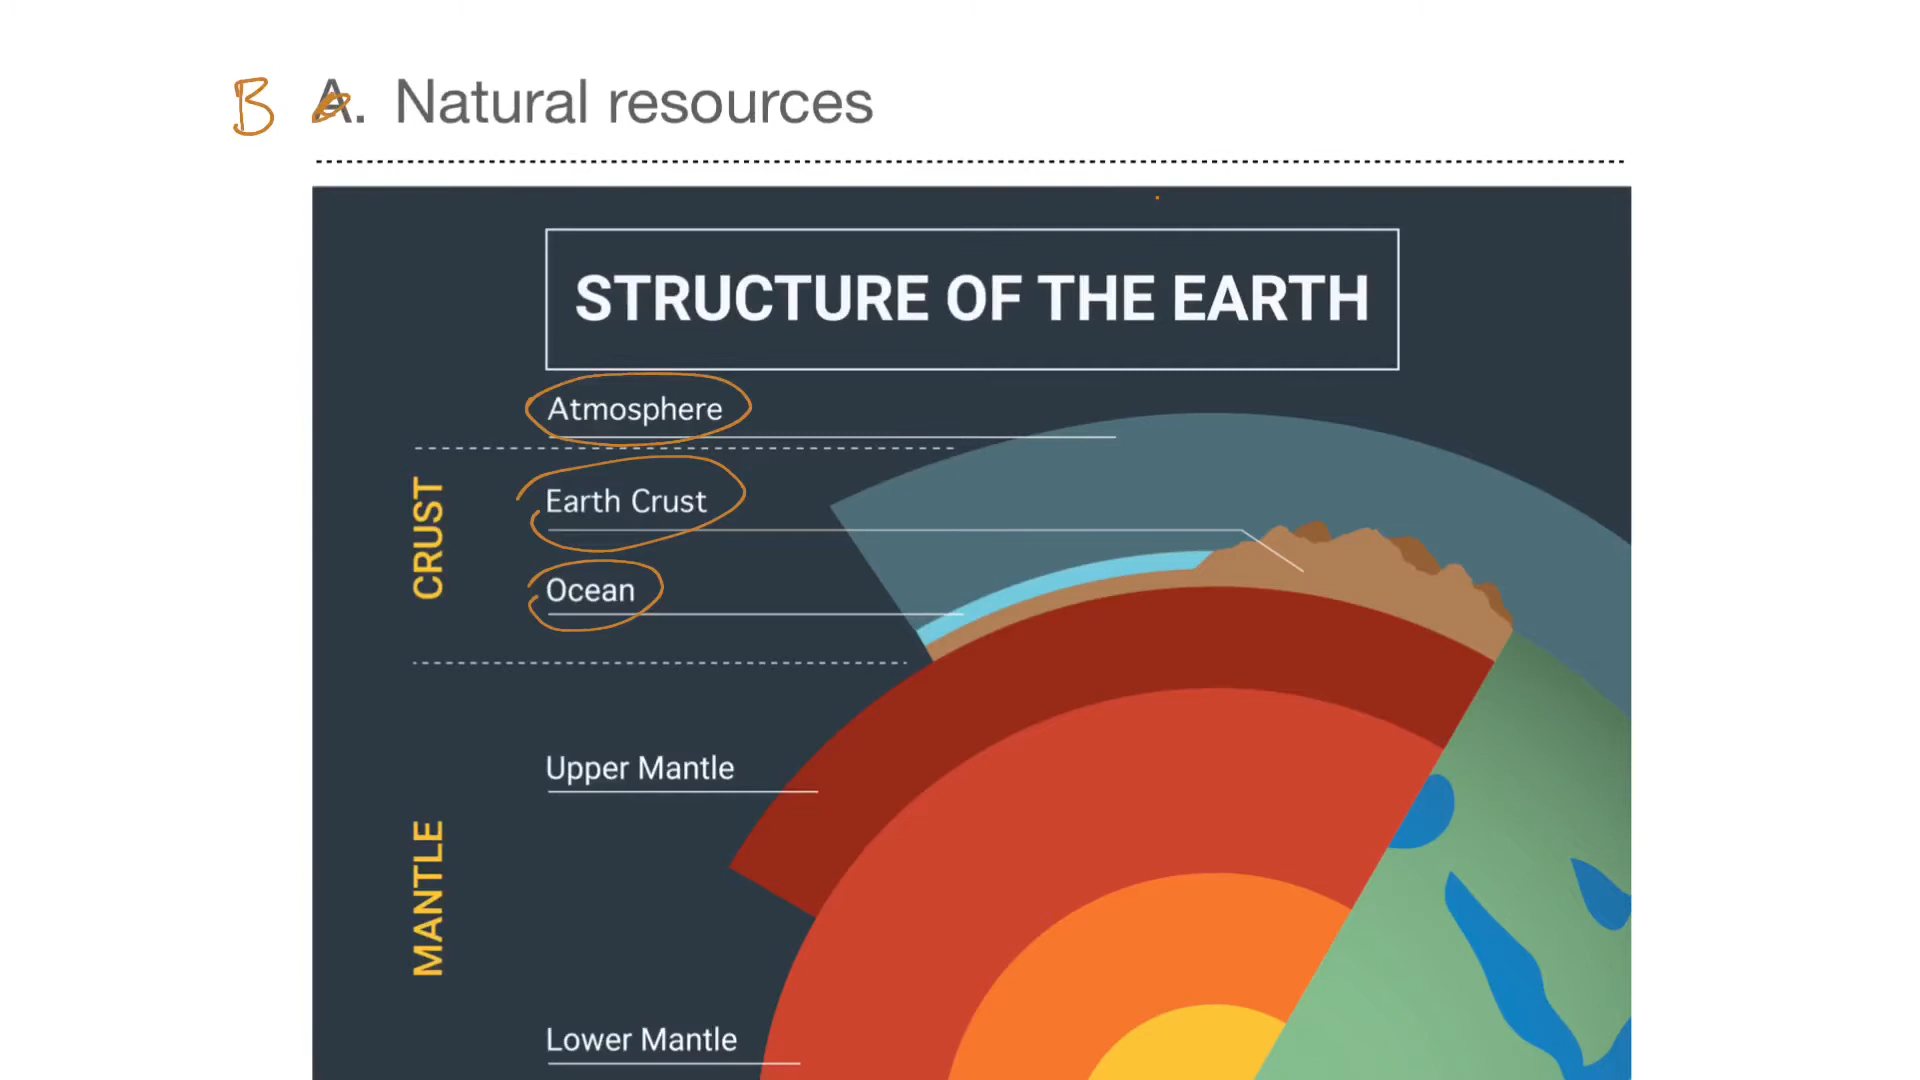 B A. Natural resources
STRUCTURE OF THE EARTH
Atmosphere
CRUST
Earth Crust
Ocean
Upper Mantle
MANTLE
Lower Mantle